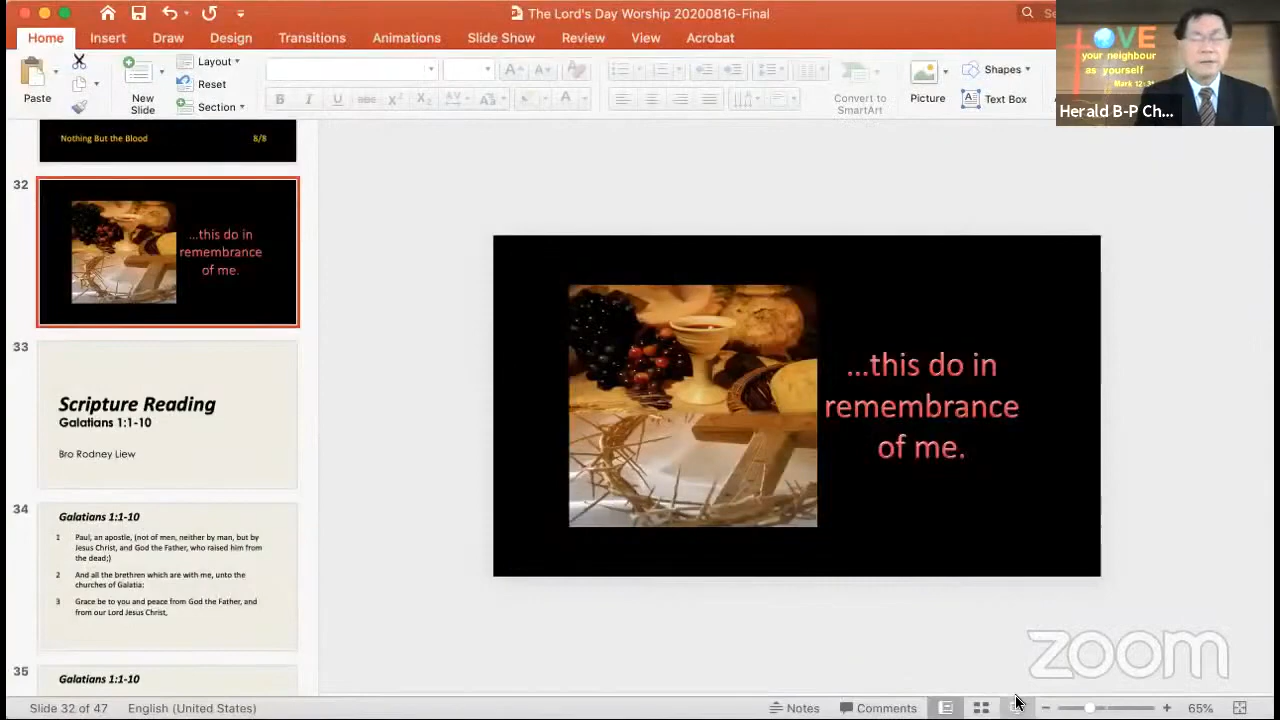 The Lord's Day Worship 20200816-Final
Home Insert Draw Design Transitions Animations Slide Show Review View Acrobat
Paste
New
Slide
Layout
Reset
Section
B I U abc X² X₂
Convert to
SmartArt
Picture
Shapes
Text Box
LOVE
your neighbour
as yourself
Herald B-P Ch...
Nothing But the Blood 8/8
32
...this do in
remembrance
of me.
33
Scripture Reading
Galatians 1:1-10
Bro Rodney Liew
34
Galatians 1:1-10
1 Paul, an apostle, (not of men, neither by man, but by
Jesus Christ, and God the Father, who raised him from
the dead;)
2 And all the brethren which are with me, unto the
churches of Galatia:
3 Grace be to you and peace from God the Father, and
from our Lord Jesus Christ,
35
Galatians 1:1-10
...this do in
remembrance
of me.
zoom
Slide 32 of 47 English (United States) Notes Comments 65%